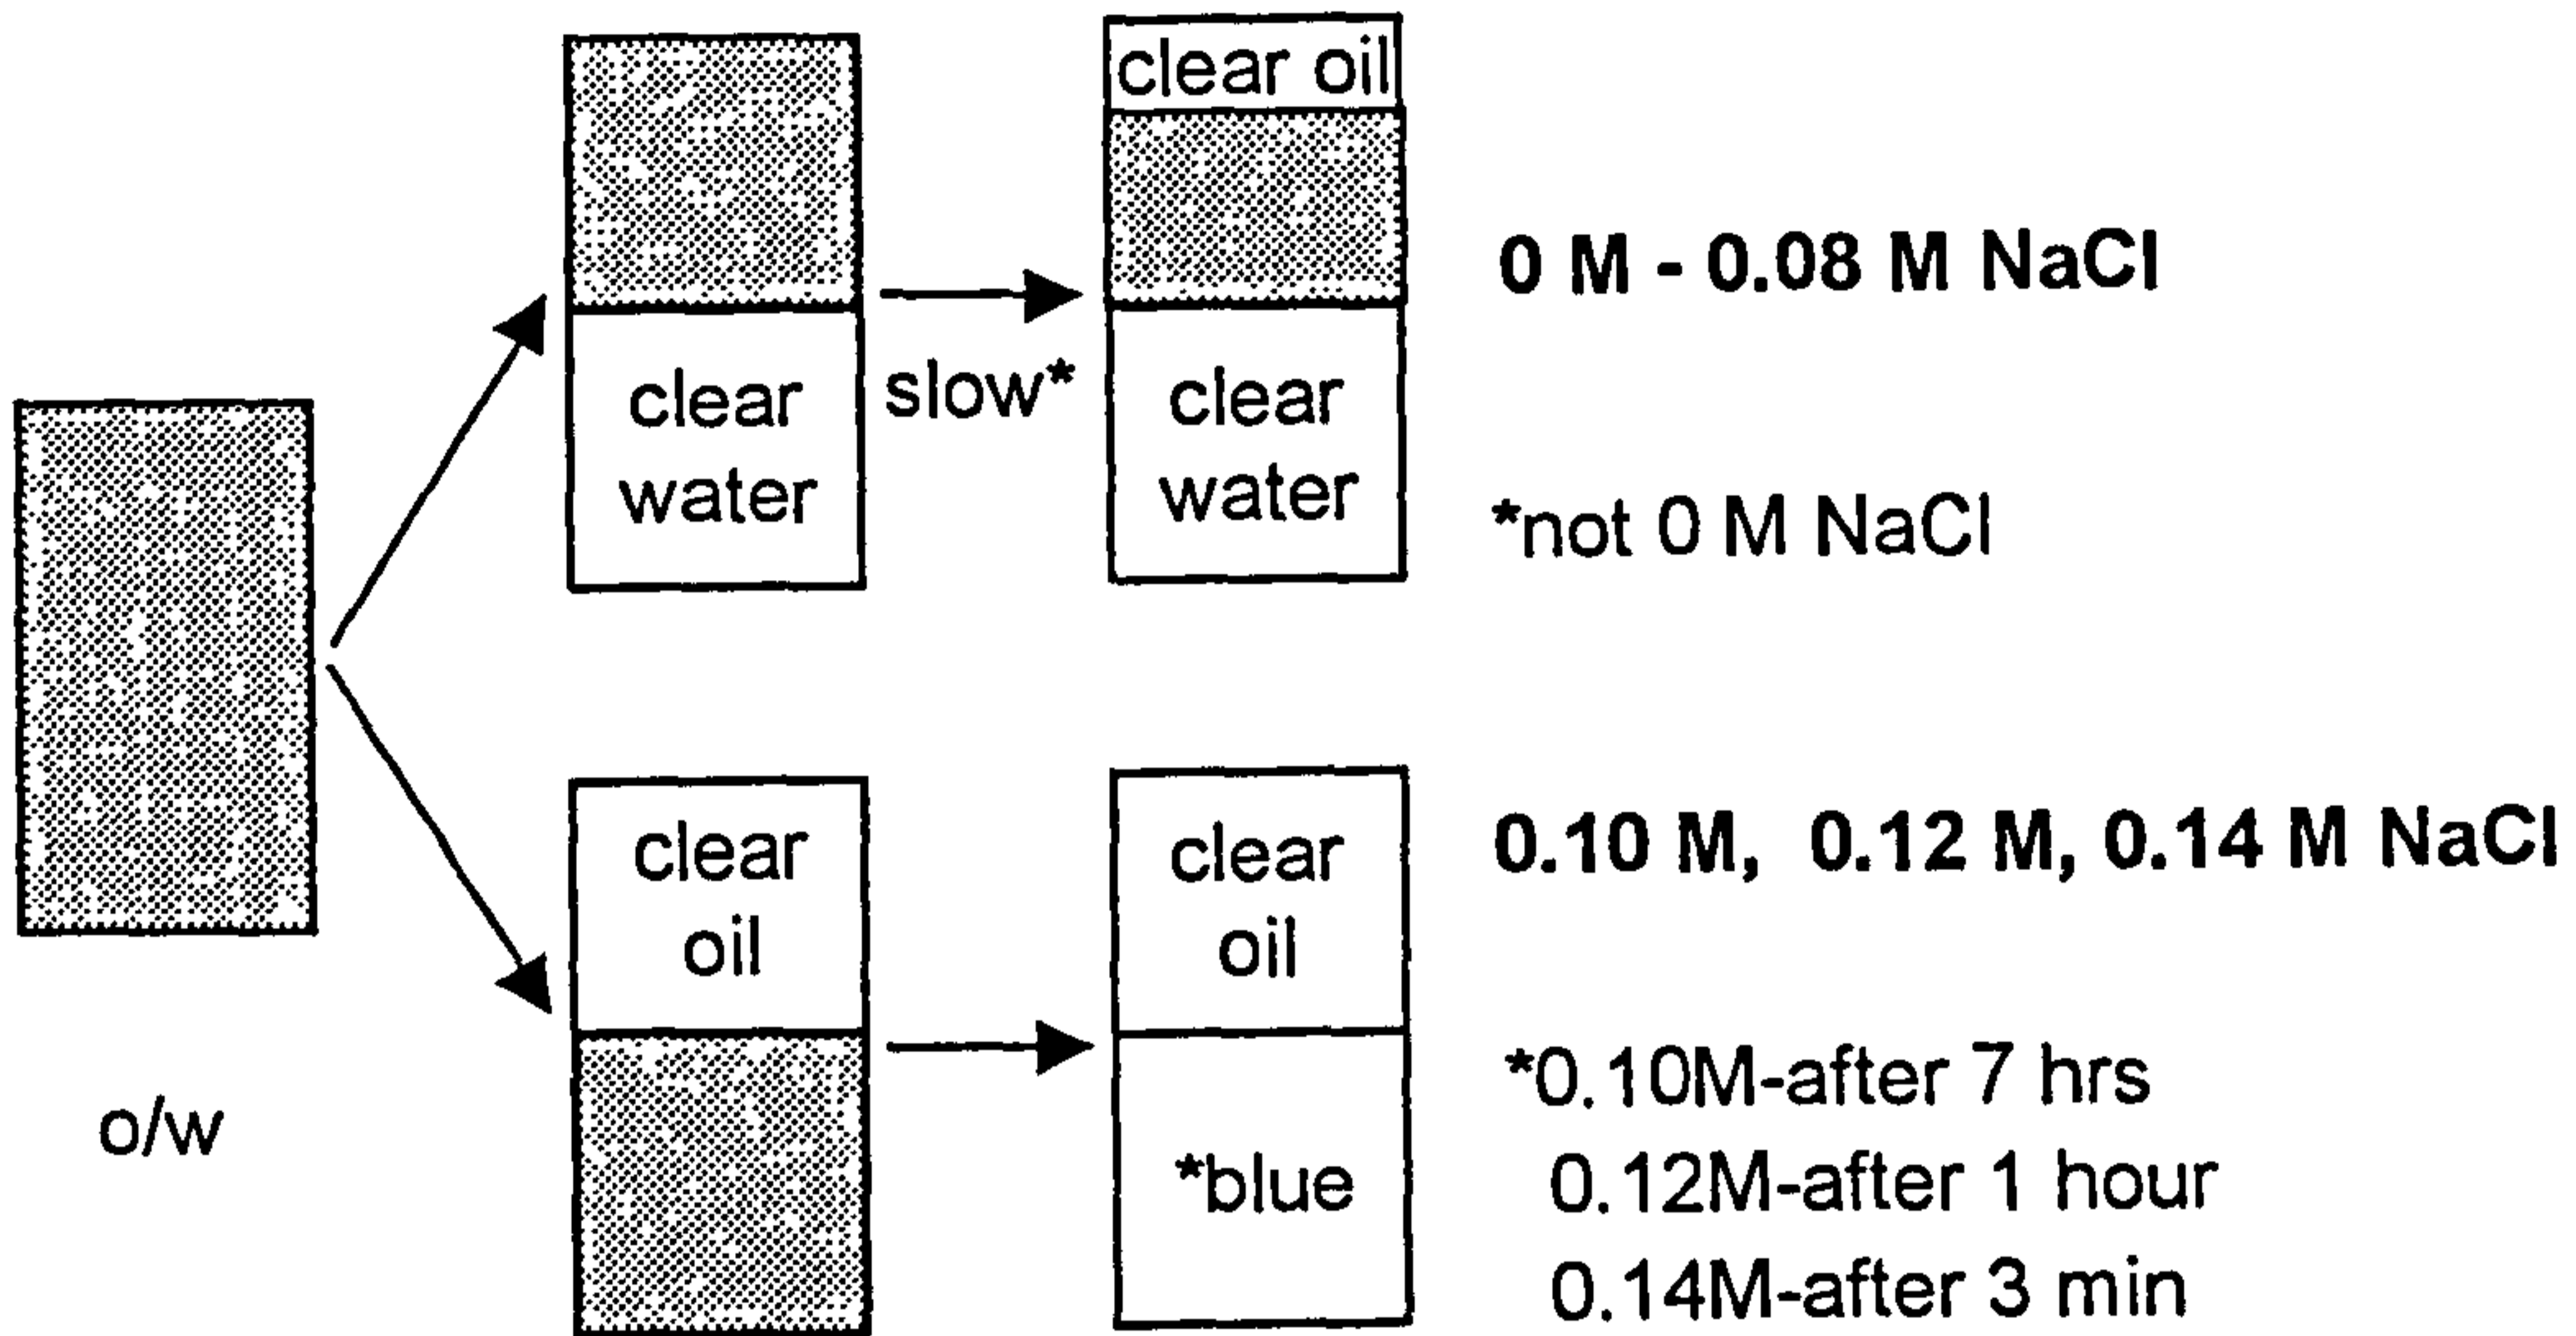 clear oil
0 M - 0.08 M NaCl
clear
water
slow*
clear
water
*not 0 M NaCl
o/w
clear
oil
clear
oil
*blue
0.10 M, 0.12 M, 0.14 M NaCl
*0.10M-after 7 hrs
0.12M-after 1 hour
0.14M-after 3 min